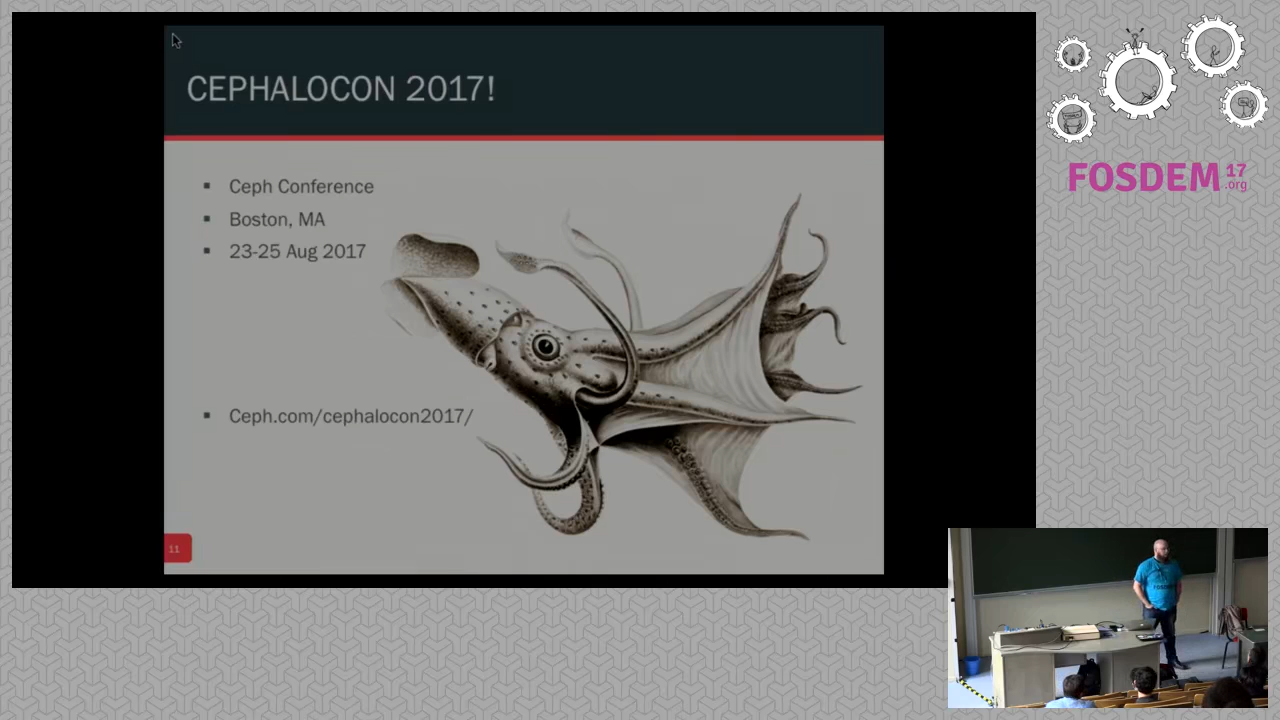 CEPHALOCON 2017!
▪ Ceph Conference
▪ Boston, MA
▪ 23-25 Aug 2017
▪ Ceph.com/cephalocon2017/
11
FOSDEM 17
.org